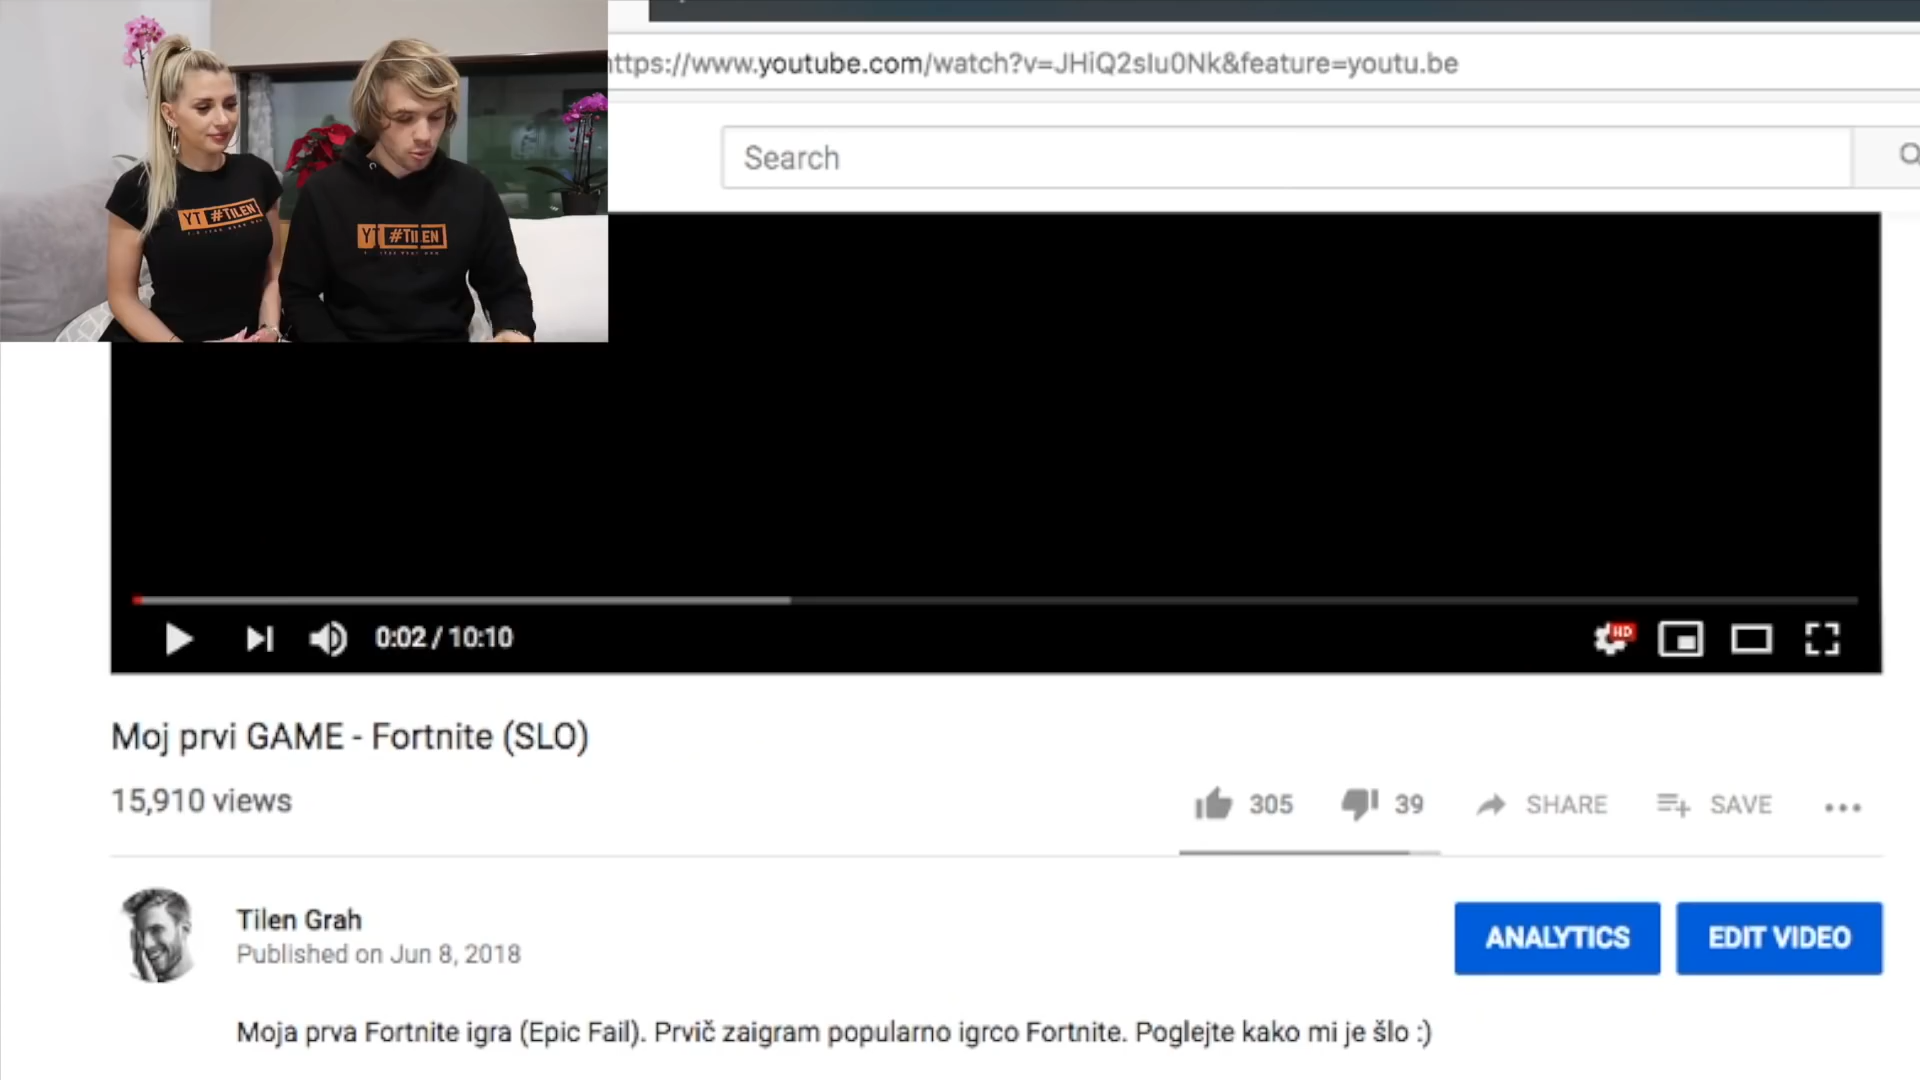 https://www.youtube.com/watch?v=JHiQ2sIu0Nk&feature=youtu.be
Search
YT #TILEN
YT #TILEN
0:02 / 10:10
HD
Moj prvi GAME - Fortnite (SLO)
15,910 views
305
39
SHARE
SAVE
Tilen Grah
Published on Jun 8, 2018
ANALYTICS
EDIT VIDEO
Moja prva Fortnite igra (Epic Fail). Prvič zaigram popularno igrco Fortnite. Poglejte kako mi je šlo :)